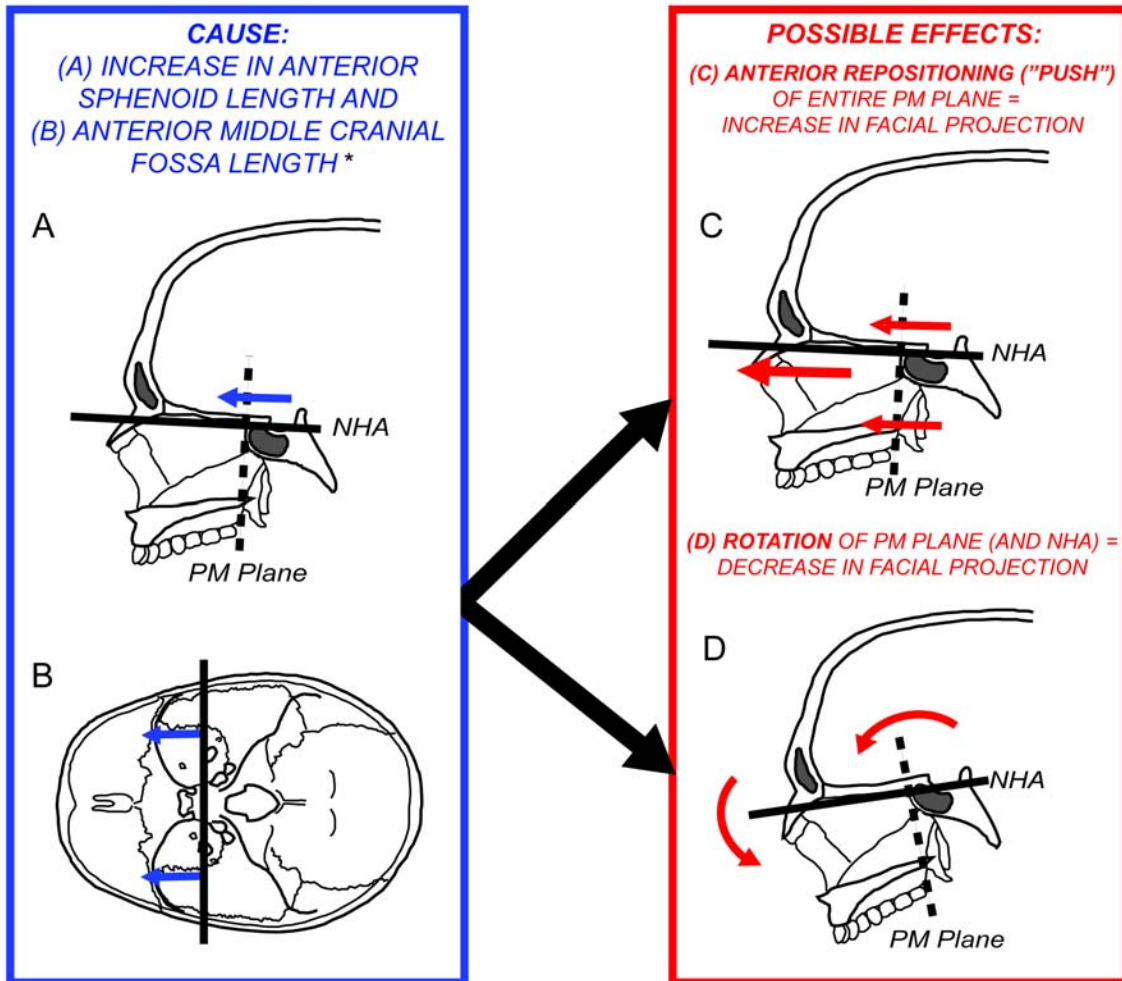 CAUSE:
(A) INCREASE IN ANTERIOR
SPHENOID LENGTH AND
(B) ANTERIOR MIDDLE CRANIAL
FOSSA LENGTH *
A
NHA
PM Plane
B
POSSIBLE EFFECTS:
(C) ANTERIOR REPOSITIONING ("PUSH")
OF ENTIRE PM PLANE =
INCREASE IN FACIAL PROJECTION
C
NHA
PM Plane
(D) ROTATION OF PM PLANE (AND NHA) =
DECREASE IN FACIAL PROJECTION
D
NHA
PM Plane